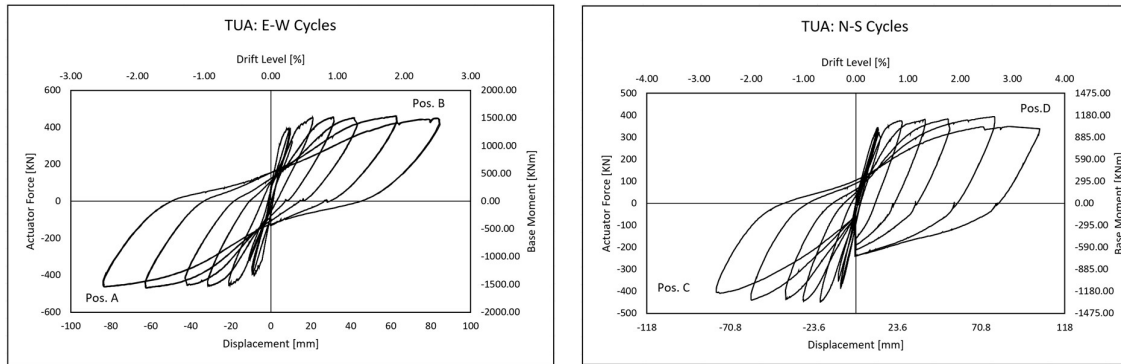 TUA: E-W Cycles
Drift Level [%]
-3.00 -2.00 -1.00 0.00 1.00 2.00 3.00
600 2000.00
Pos. B
400 1500.00
1000.00
200 500.00
0 0.00
-200 -500.00
-1000.00
-400 -1500.00
Pos. A
-600 -2000.00
-100 -80 -60 -40 -20 0 20 40 60 80 100
Displacement [mm]
Actuator Force [KN]
Base Moment [KNm]
TUA: N-S Cycles
Drift Level [%]
-4.00 -3.00 -2.00 -1.00 0.00 1.00 2.00 3.00 4.00
500 1475.00
Pos.D
400 1180.00
300 885.00
200 590.00
100 295.00
0 0.00
-100 -295.00
-200 -590.00
-300 -885.00
Pos. C
-400 -1180.00
-500 -1475.00
-118 -70.8 -23.6 23.6 70.8 118
Displacement [mm]
Actuator Force [KN]
Base Moment [KNm]